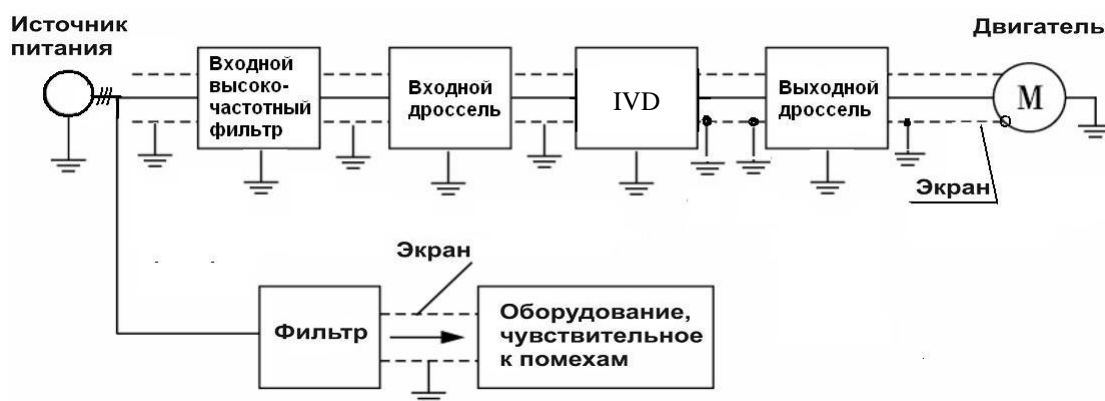 Источник
питания
Входной
высоко-
частотный
фильтр
Входной
дроссель
IVD
Выходной
дроссель
Двигатель
M
Экран
Экран
Фильтр
Оборудование,
чувствительное
к помехам